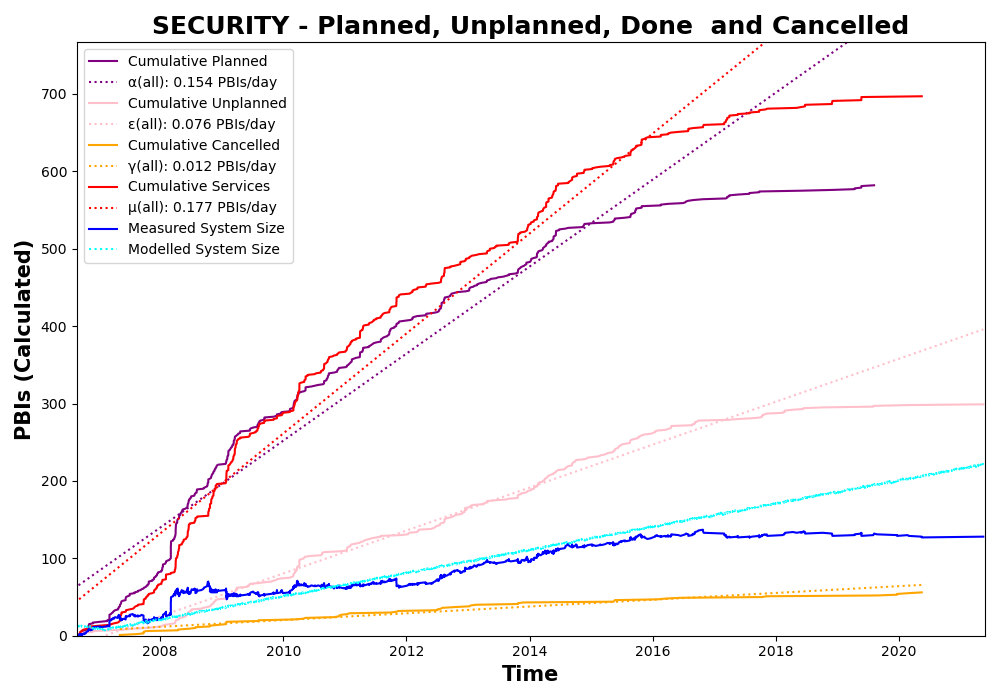 SECURITY - Planned, Unplanned, Done  and Cancelled
Cumulative Planned
α(all): 0.154 PBIs/day
Cumulative Unplanned
ε(all): 0.076 PBIs/day
Cumulative Cancelled
γ(all): 0.012 PBIs/day
Cumulative Services
μ(all): 0.177 PBIs/day
Measured System Size
Modelled System Size
PBIs (Calculated)
700
600
500
400
300
200
100
0
2008
2010
2012
2014
2016
2018
2020
Time